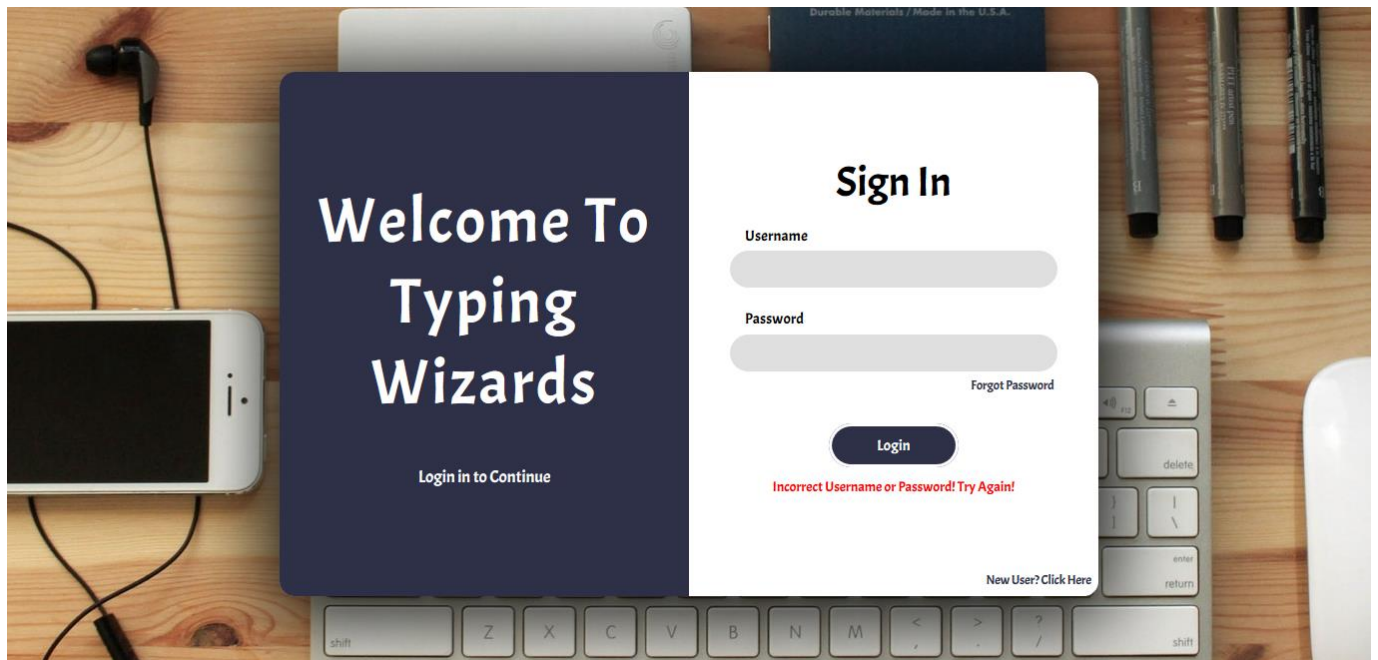 Durable Materials / Made in the U.S.A.
Welcome To
Typing
Wizards
Login in to Continue
Sign In
Username
Password
Forgot Password
Login
Incorrect Username or Password! Try Again!
New User? Click Here
F12
delete
}
]
|
\
enter
return
shift
Z
X
C
V
B
N
M
<
,
>
.
?
/
shift